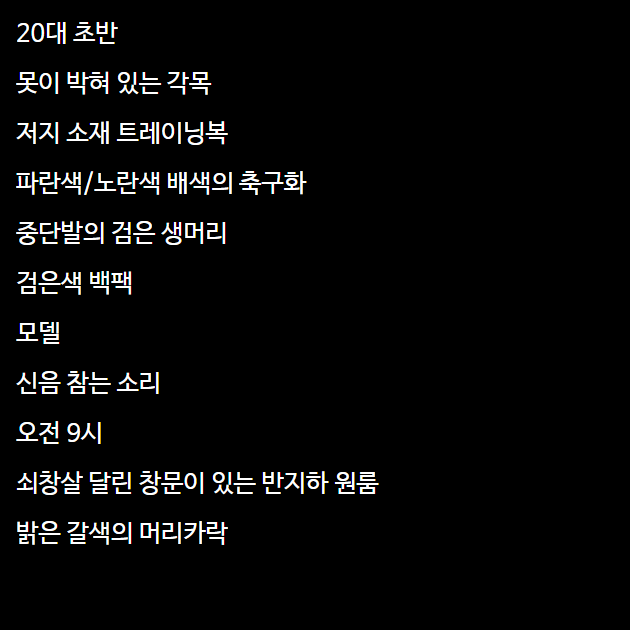 20대 초반
못이 박혀 있는 각목
저지 소재 트레이닝복
파란색/노란색 배색의 축구화
중단발의 검은 생머리
검은색 백팩
모델
신음 참는 소리
오전 9시
쇠창살 달린 창문이 있는 반지하 원룸
밝은 갈색의 머리카락